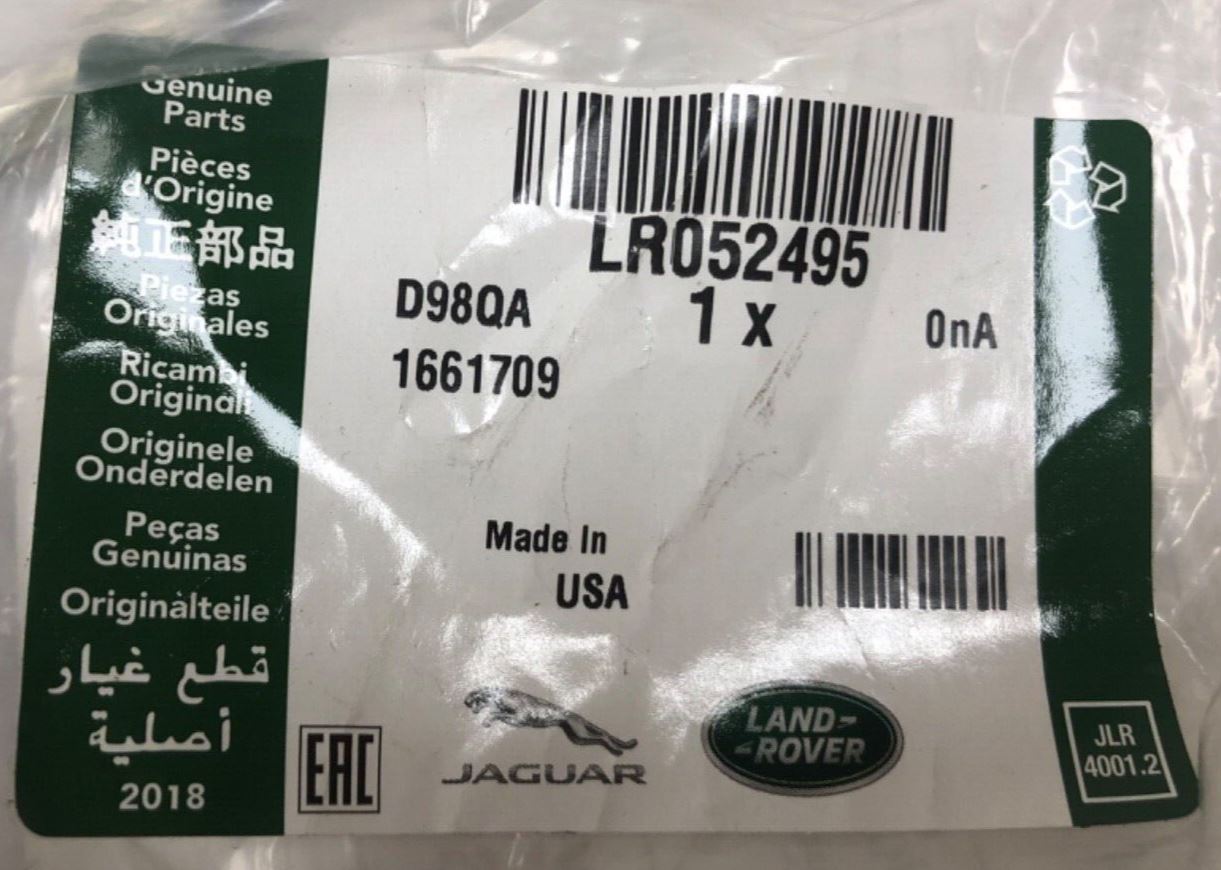 Genuine
Parts
Pièces
d'Origine
純正部品
Piezas
Originales
Ricambi
Originali
Originele
Onderdelen
Peças
Genuinas
Originalteile
قطع غيار
أصلية
2018
LR052495
D98QA
1 x
0nA
1661709
Made In
USA
EAC
JAGUAR
LAND-
-ROVER
JLR
4001.2